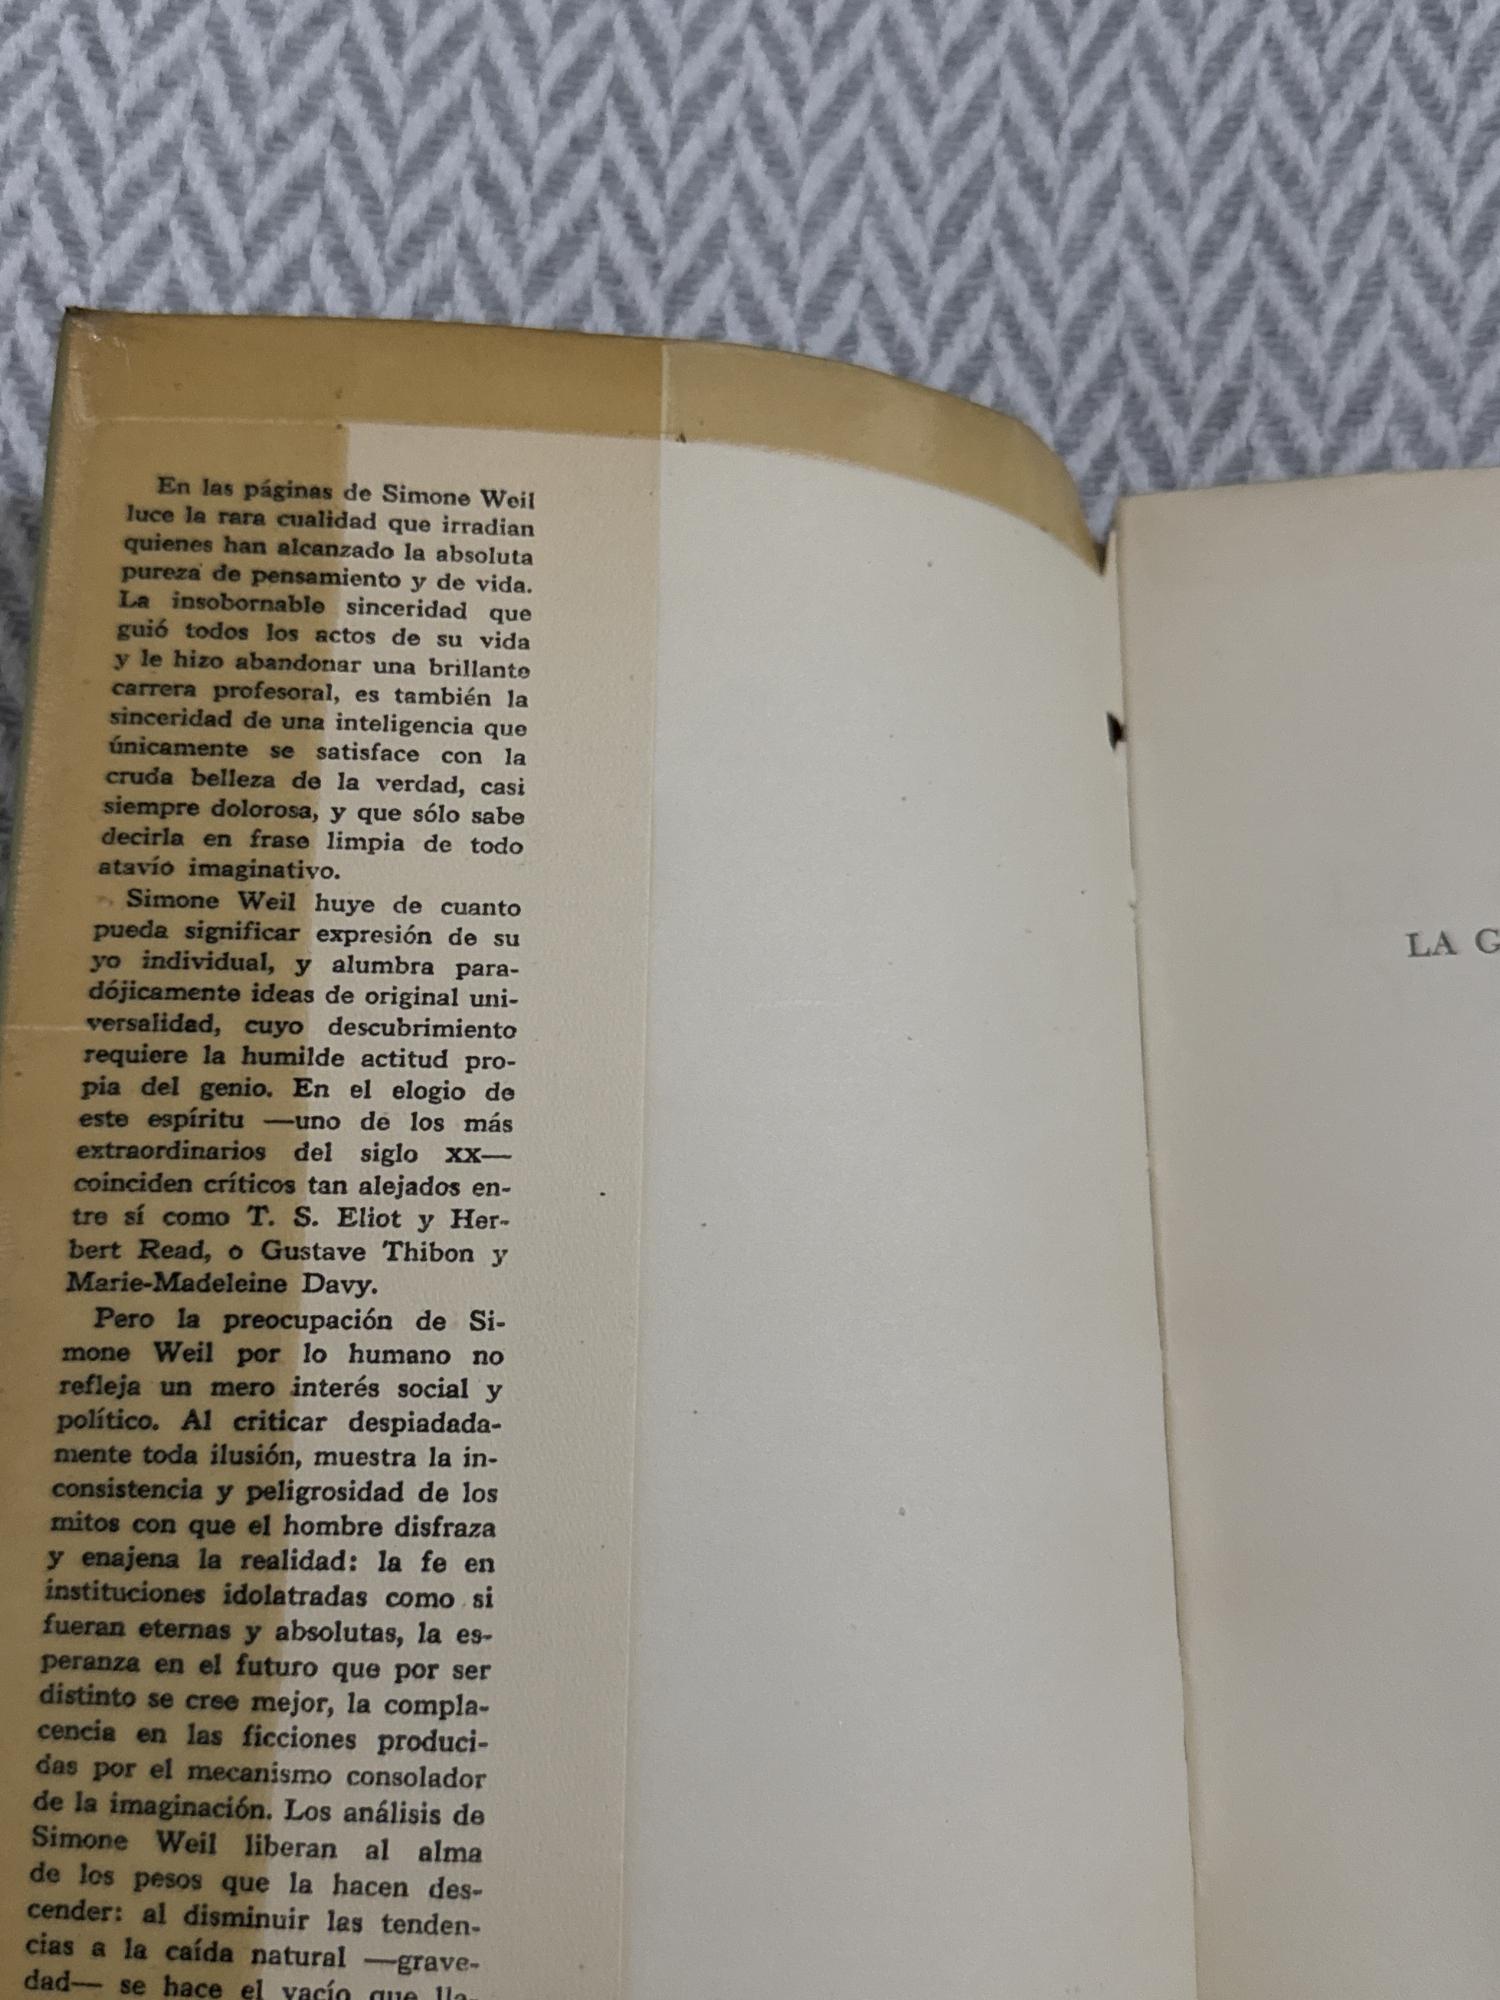 En las páginas de Simone Weil
luce la rara cualidad que irradian
quienes han alcanzado la absoluta
pureza de pensamiento y de vida.
La insobornable sinceridad que
guió todos los actos de su vida
y le hizo abandonar una brillante
carrera profesoral, es también la
sinceridad de una inteligencia que
únicamente se satisface con la
cruda belleza de la verdad, casi
siempre dolorosa, y que sólo sabe
decirla en frase limpia de todo
atavío imaginativo.
Simone Weil huye de cuanto
pueda significar expresión de su
yo individual, y alumbra para-
dójicamente ideas de original uni-
versalidad, cuyo descubrimiento
requiere la humilde actitud pro-
pia del genio. En el elogio de
este espíritu —uno de los más
extraordinarios del siglo XX—
coinciden críticos tan alejados en-
tre sí como T. S. Eliot y Her-
bert Read, o Gustave Thibon y
Marie-Madeleine Davy.
Pero la preocupación de Si-
mone Weil por lo humano no
refleja un mero interés social y
político. Al criticar despiadada-
mente toda ilusión, muestra la in-
consistencia y peligrosidad de los
mitos con que el hombre disfraza
y enajena la realidad: la fe en
instituciones idolatradas como si
fueran eternas y absolutas, la es-
peranza en el futuro que por ser
distinto se cree mejor, la compla-
cencia en las ficciones produci-
das por el mecanismo consolador
de la imaginación. Los análisis de
Simone Weil liberan al alma
de los pesos que la hacen des-
cender: al disminuir las tenden-
cias a la caída natural —grave-
dad— se hace el vacío que lla-
LA G